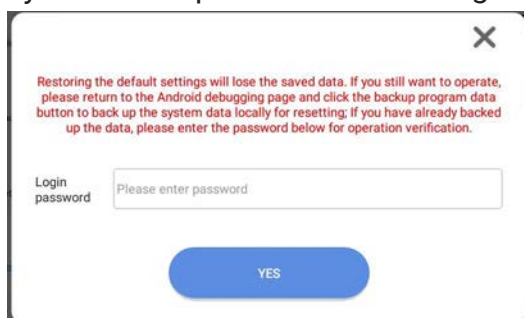 Restoring the default settings will lose the saved data. If you still want to operate,
please return to the Android debugging page and click the backup program data
button to back up the system data locally for resetting; If you have already backed
up the data, please enter the password below for operation verification.
Login
password
Please enter password
YES